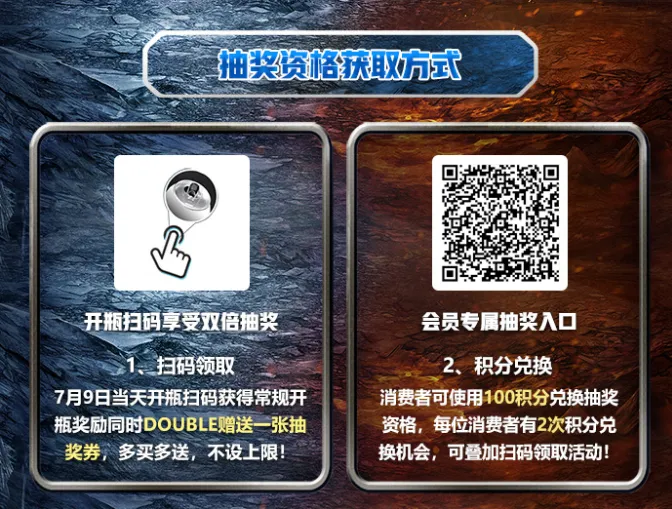 抽奖资格获取方式
开瓶扫码享受双倍抽奖
1、扫码领取
7月9日当天开瓶扫码获得常规开
瓶奖励同时DOUBLE赠送一张抽
奖券，多买多送，不设上限！
会员专属抽奖入口
2、积分兑换
消费者可使用100积分兑换抽奖
资格，每位消费者有2次积分兑
换机会，可叠加扫码领取活动！